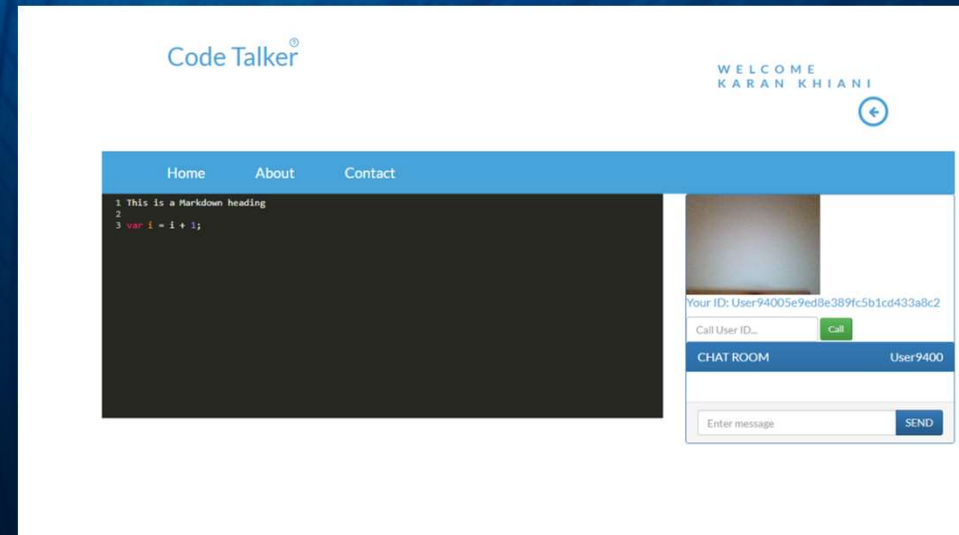 Code Talker
WELCOME
KARAN KHIANI
Home About Contact
1 This is a Markdown heading
2
3 var i = i + 1;
Your ID: User94005e9ed8e389fc5b1cd433a8c2
Call User ID... Call
CHAT ROOM User9400
Enter message SEND